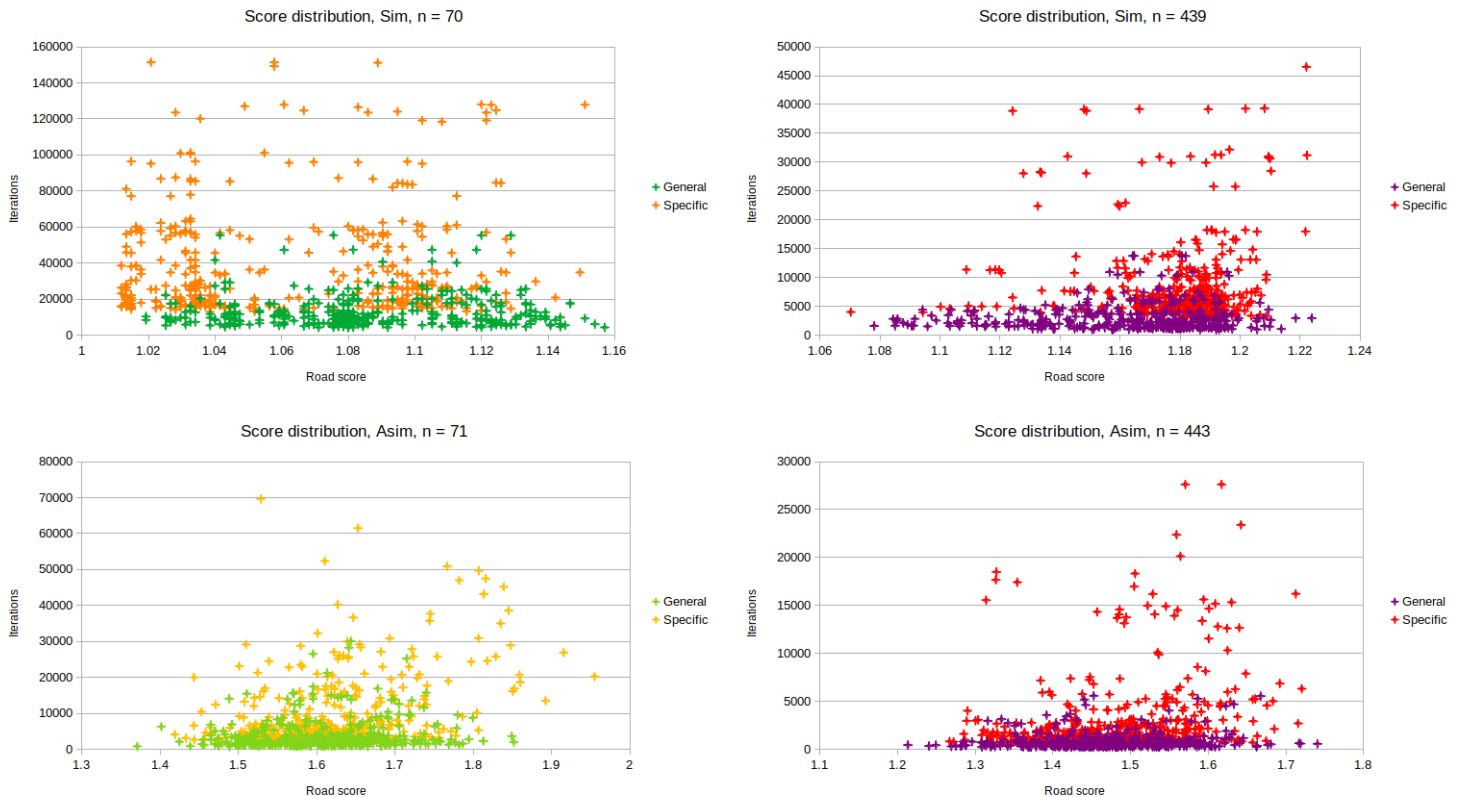 Score distribution, Sim, n = 70
160000
140000
120000
100000
80000
60000
40000
20000
0
Iterations
1 1.02 1.04 1.06 1.08 1.1 1.12 1.14 1.16
Road score
General
Specific
Score distribution, Sim, n = 439
50000
45000
40000
35000
30000
25000
20000
15000
10000
5000
0
Iterations
1.06 1.08 1.1 1.12 1.14 1.16 1.18 1.2 1.22 1.24
Road score
General
Specific
Score distribution, Asim, n = 71
80000
70000
60000
50000
40000
30000
20000
10000
0
Iterations
1.3 1.4 1.5 1.6 1.7 1.8 1.9 2
Road score
General
Specific
Score distribution, Asim, n = 443
30000
25000
20000
15000
10000
5000
0
Iterations
1.1 1.2 1.3 1.4 1.5 1.6 1.7 1.8
Road score
General
Specific